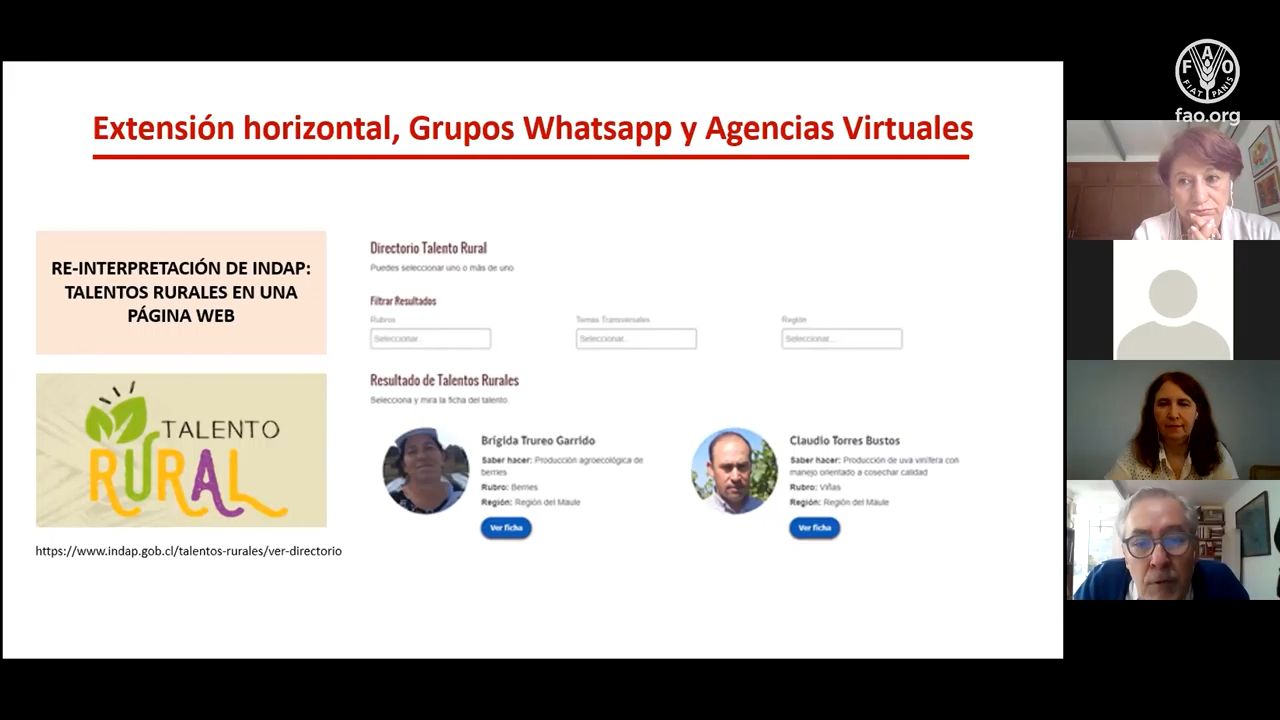 Extensión horizontal, Grupos Whatsapp y Agencias Virtuales
RE-INTERPRETACIÓN DE INDAP:
TALENTOS RURALES EN UNA
PÁGINA WEB
TALENTO
RURAL
https://www.indap.gob.cl/talentos-rurales/ver-directorio
Directorio Talento Rural
Puedes seleccionar uno o más de uno
Filtrar Resultados
Rubros
Temas Transversales
Región
Seleccionar...
Seleccionar...
Seleccionar...
Resultado de Talentos Rurales
Selecciona y mira la ficha del talento
Brígida Trureo Garrido
Saber hacer: Producción agroecológica de
berries
Rubro: Berries
Región: Región del Maule
Ver ficha
Claudio Torres Bustos
Saber hacer: Producción de uva vinífera con
manejo orientado a cosechar calidad
Rubro: Viñas
Región: Región del Maule
Ver ficha
FAO
FIAT PANIS
fao.org